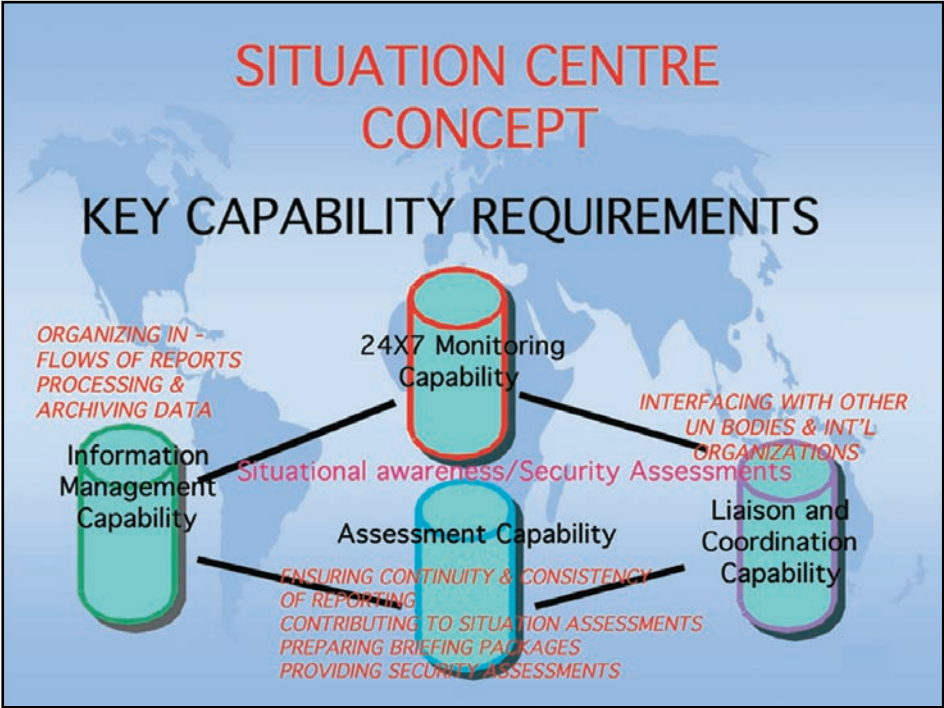 SITUATION CENTRE
CONCEPT
KEY CAPABILITY REQUIREMENTS
24X7 Monitoring
Capability
ORGANIZING IN -
FLOWS OF REPORTS
PROCESSING &
ARCHIVING DATA
Information
Management
Capability
INTERFACING WITH OTHER
UN BODIES & INT'L
ORGANIZATIONS
Situational awareness/Security Assessments
Liaison and
Coordination
Capability
Assessment Capability
ENSURING CONTINUITY & CONSISTENCY
OF REPORTING
CONTRIBUTING TO SITUATION ASSESSMENTS
PREPARING BRIEFING PACKAGES
PROVIDING SECURITY ASSESSMENTS